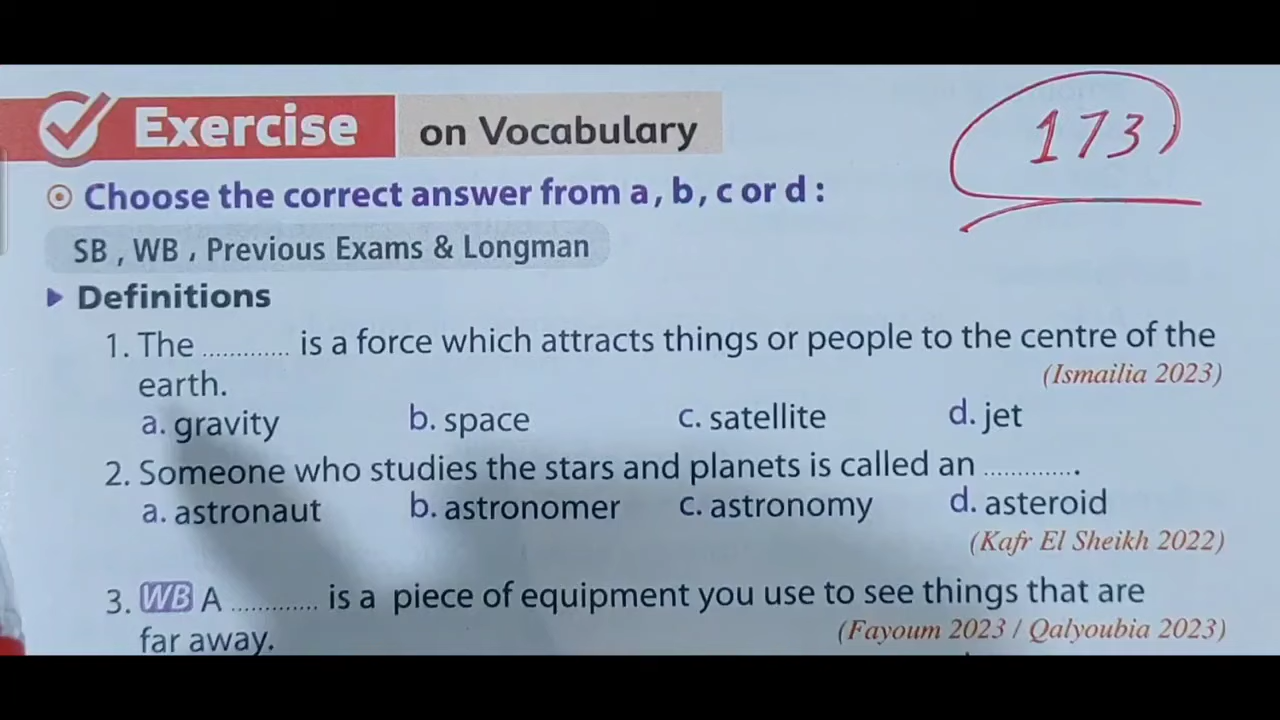 Exercise on Vocabulary
173
Choose the correct answer from a, b, c or d :
SB , WB , Previous Exams & Longman
Definitions
1. The ............. is a force which attracts things or people to the centre of the
earth. (Ismailia 2023)
a. gravity b. space c. satellite d. jet
2. Someone who studies the stars and planets is called an ............. .
a. astronaut b. astronomer c. astronomy d. asteroid
(Kafr El Sheikh 2022)
3. WB A ............. is a piece of equipment you use to see things that are
far away. (Fayoum 2023 / Qalyoubia 2023)